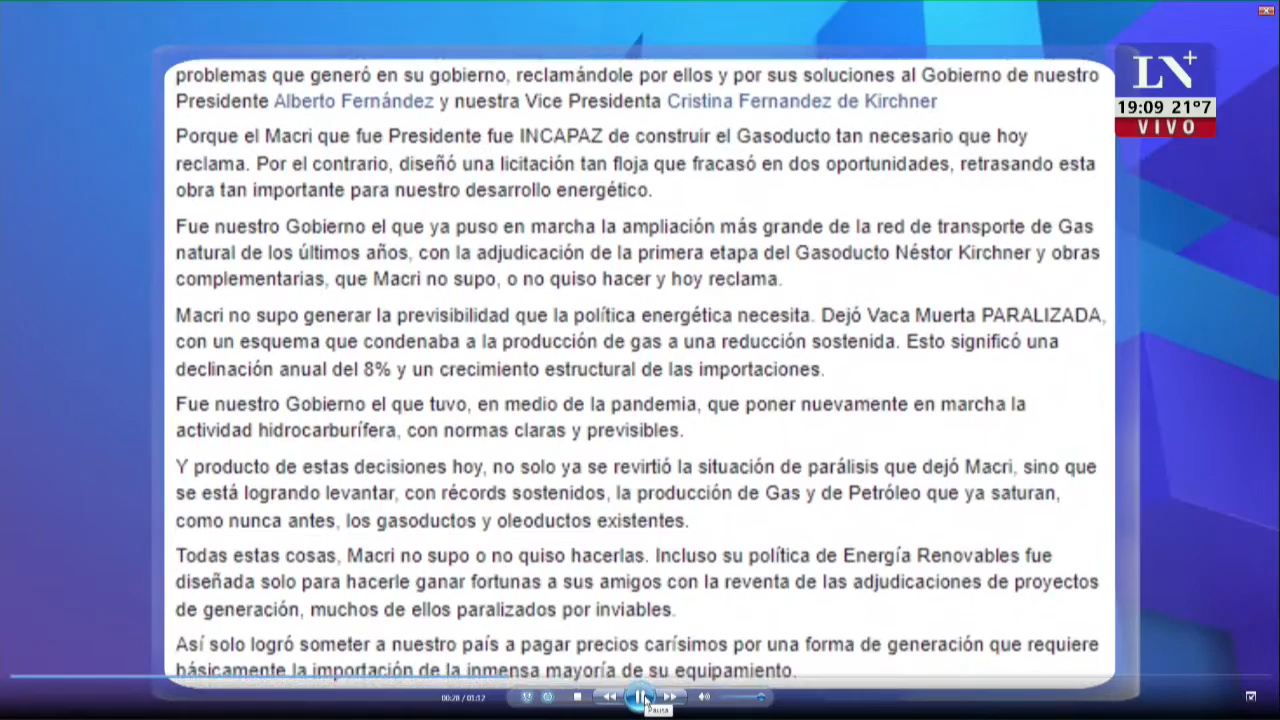 problemas que generó en su gobierno, reclamándole por ellos y por sus soluciones al Gobierno de nuestro
Presidente Alberto Fernández y nuestra Vice Presidenta Cristina Fernandez de Kirchner
Porque el Macri que fue Presidente fue INCAPAZ de construir el Gasoducto tan necesario que hoy
reclama. Por el contrario, diseñó una licitación tan floja que fracasó en dos oportunidades, retrasando esta
obra tan importante para nuestro desarrollo energético.
Fue nuestro Gobierno el que ya puso en marcha la ampliación más grande de la red de transporte de Gas
natural de los últimos años, con la adjudicación de la primera etapa del Gasoducto Néstor Kirchner y obras
complementarias, que Macri no supo, o no quiso hacer y hoy reclama.
Macri no supo generar la previsibilidad que la política energética necesita. Dejó Vaca Muerta PARALIZADA,
con un esquema que condenaba a la producción de gas a una reducción sostenida. Esto significó una
declinación anual del 8% y un crecimiento estructural de las importaciones.
Fue nuestro Gobierno el que tuvo, en medio de la pandemia, que poner nuevamente en marcha la
actividad hidrocarburífera, con normas claras y previsibles.
Y producto de estas decisiones hoy, no solo ya se revirtió la situación de parálisis que dejó Macri, sino que
se está logrando levantar, con récords sostenidos, la producción de Gas y de Petróleo que ya saturan,
como nunca antes, los gasoductos y oleoductos existentes.
Todas estas cosas, Macri no supo o no quiso hacerlas. Incluso su política de Energía Renovables fue
diseñada solo para hacerle ganar fortunas a sus amigos con la reventa de las adjudicaciones de proyectos
de generación, muchos de ellos paralizados por inviables.
Así solo logró someter a nuestro país a pagar precios carísimos por una forma de generación que requiere
básicamente la importación de la inmensa mayoría de su equipamiento.
LN+
19:09 21°7
VIVO
00:28 / 01:12
Pausa